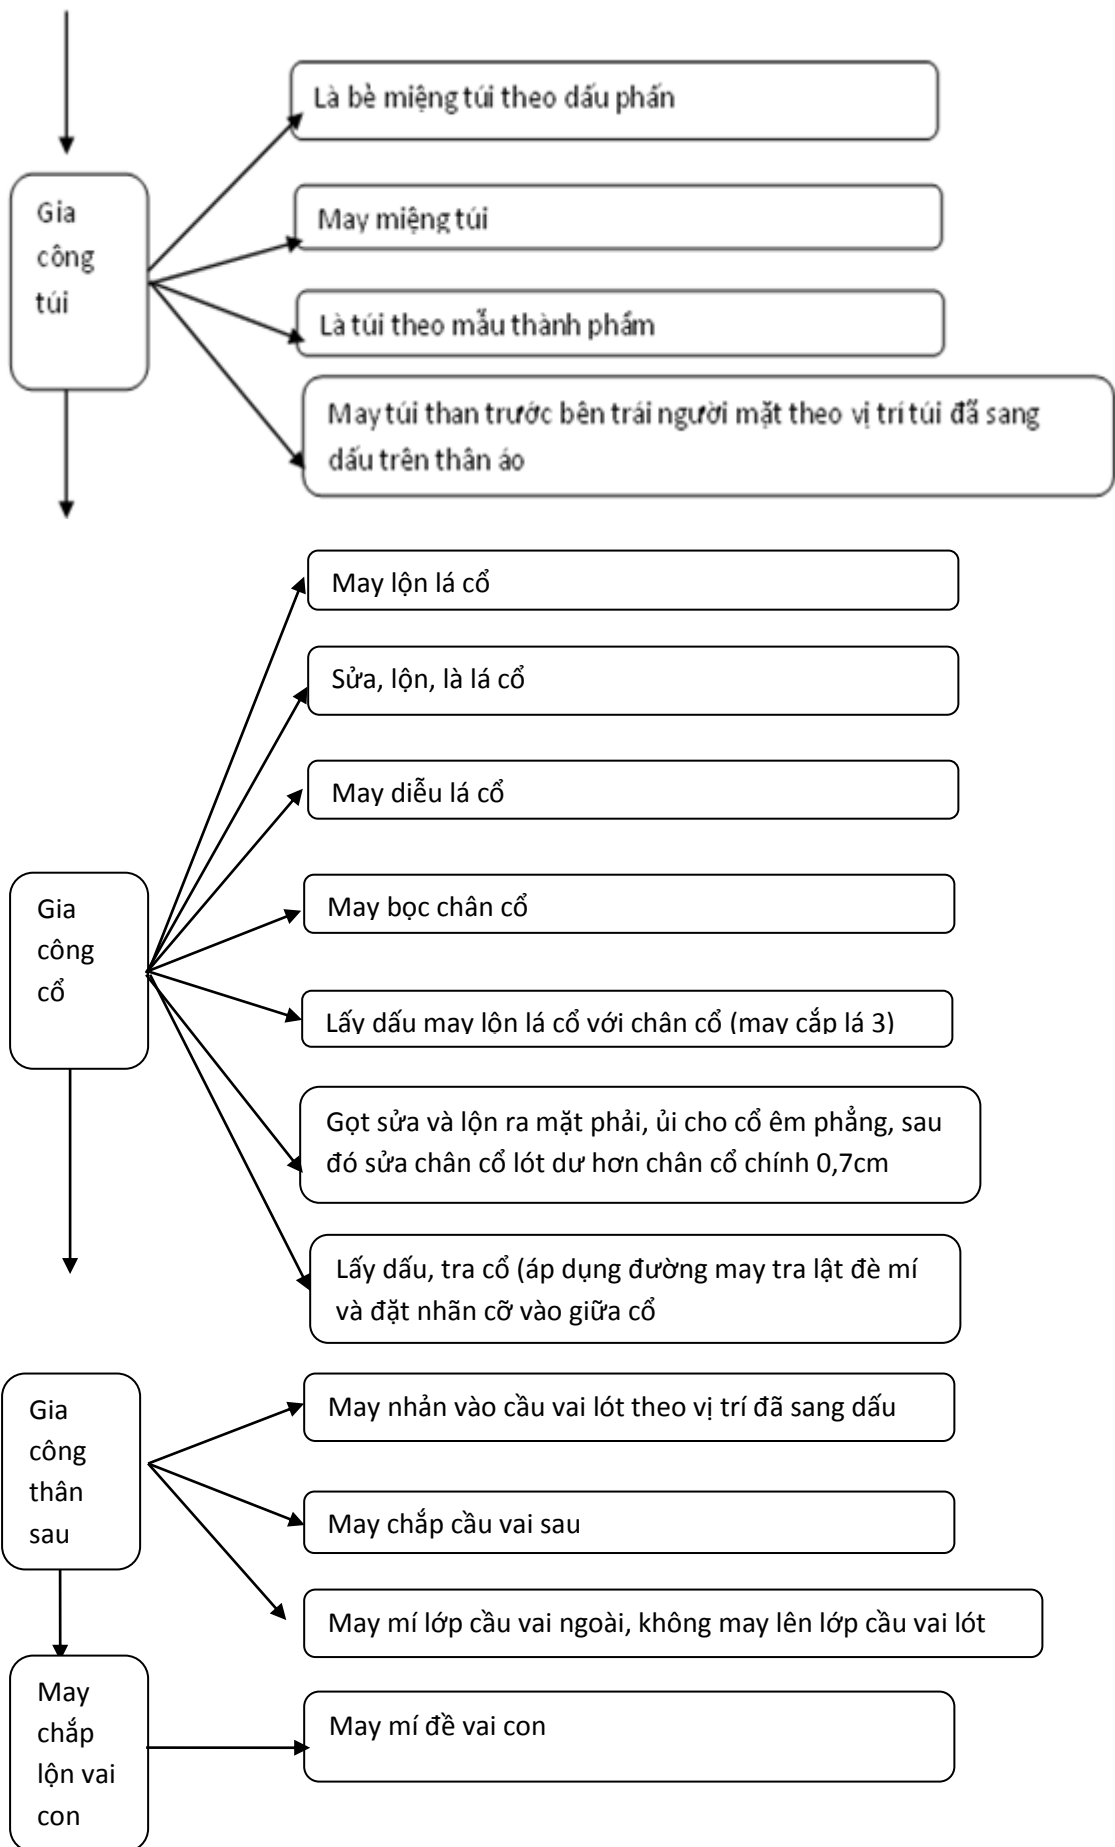 Là bẻ miệng túi theo dấu phấn
Gia
công
túi
May miệng túi
Là túi theo mẫu thành phẩm
May túi than trước bên trái người mặt theo vị trí túi đã sang
dấu trên thân áo
May lộn lá cổ
Sửa, lộn, là lá cổ
May diễu lá cổ
Gia
công
cổ
May bọc chân cổ
Lấy dấu may lộn lá cổ với chân cổ (may cắp lá 3)
Gọt sửa và lộn ra mặt phải, ủi cho cổ êm phẳng, sau
đó sửa chân cổ lót dư hơn chân cổ chính 0,7cm
Lấy dấu, tra cổ (áp dụng đường may tra lật đè mí
và đặt nhãn cỡ vào giữa cổ
Gia
công
thân
sau
May nhản vào cầu vai lót theo vị trí đã sang dấu
May chắp cầu vai sau
May mí lớp cầu vai ngoài, không may lên lớp cầu vai lót
May
chắp
lộn vai
con
May mí đề vai con